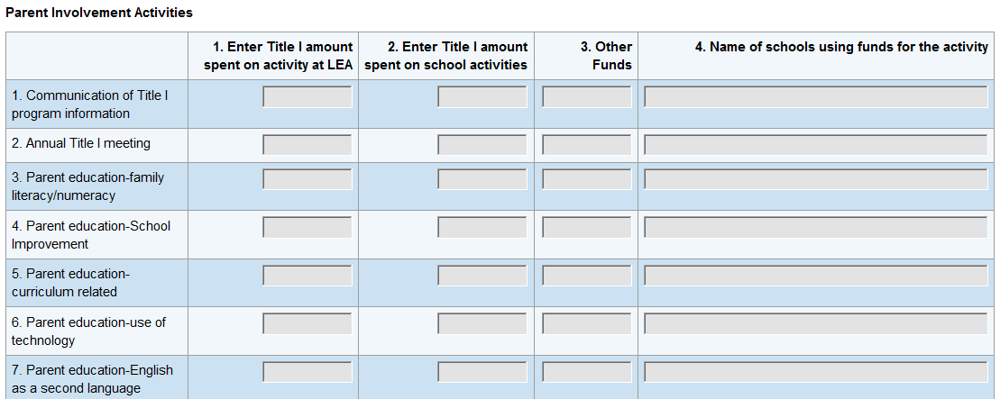 Parent Involvement Activities
1. Enter Title I amount
spent on activity at LEA
2. Enter Title I amount
spent on school activities
3. Other
Funds
4. Name of schools using funds for the activity
1. Communication of Title I
program information
2. Annual Title I meeting
3. Parent education-family
literacy/numeracy
4. Parent education-School
Improvement
5. Parent education-
curriculum related
6. Parent education-use of
technology
7. Parent education-English
as a second language